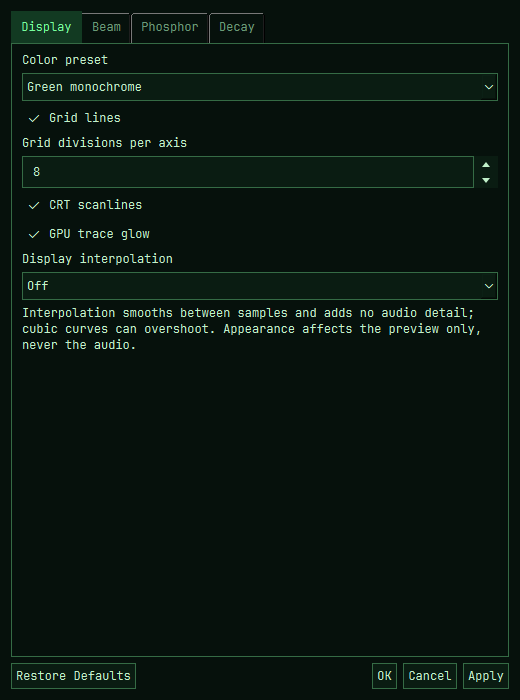 Display Beam Phosphor Decay
Color preset
Green monochrome
Grid lines
Grid divisions per axis
8
CRT scanlines
GPU trace glow
Display interpolation
Off
Interpolation smooths between samples and adds no audio detail;
cubic curves can overshoot. Appearance affects the preview only,
never the audio.
Restore Defaults OK Cancel Apply